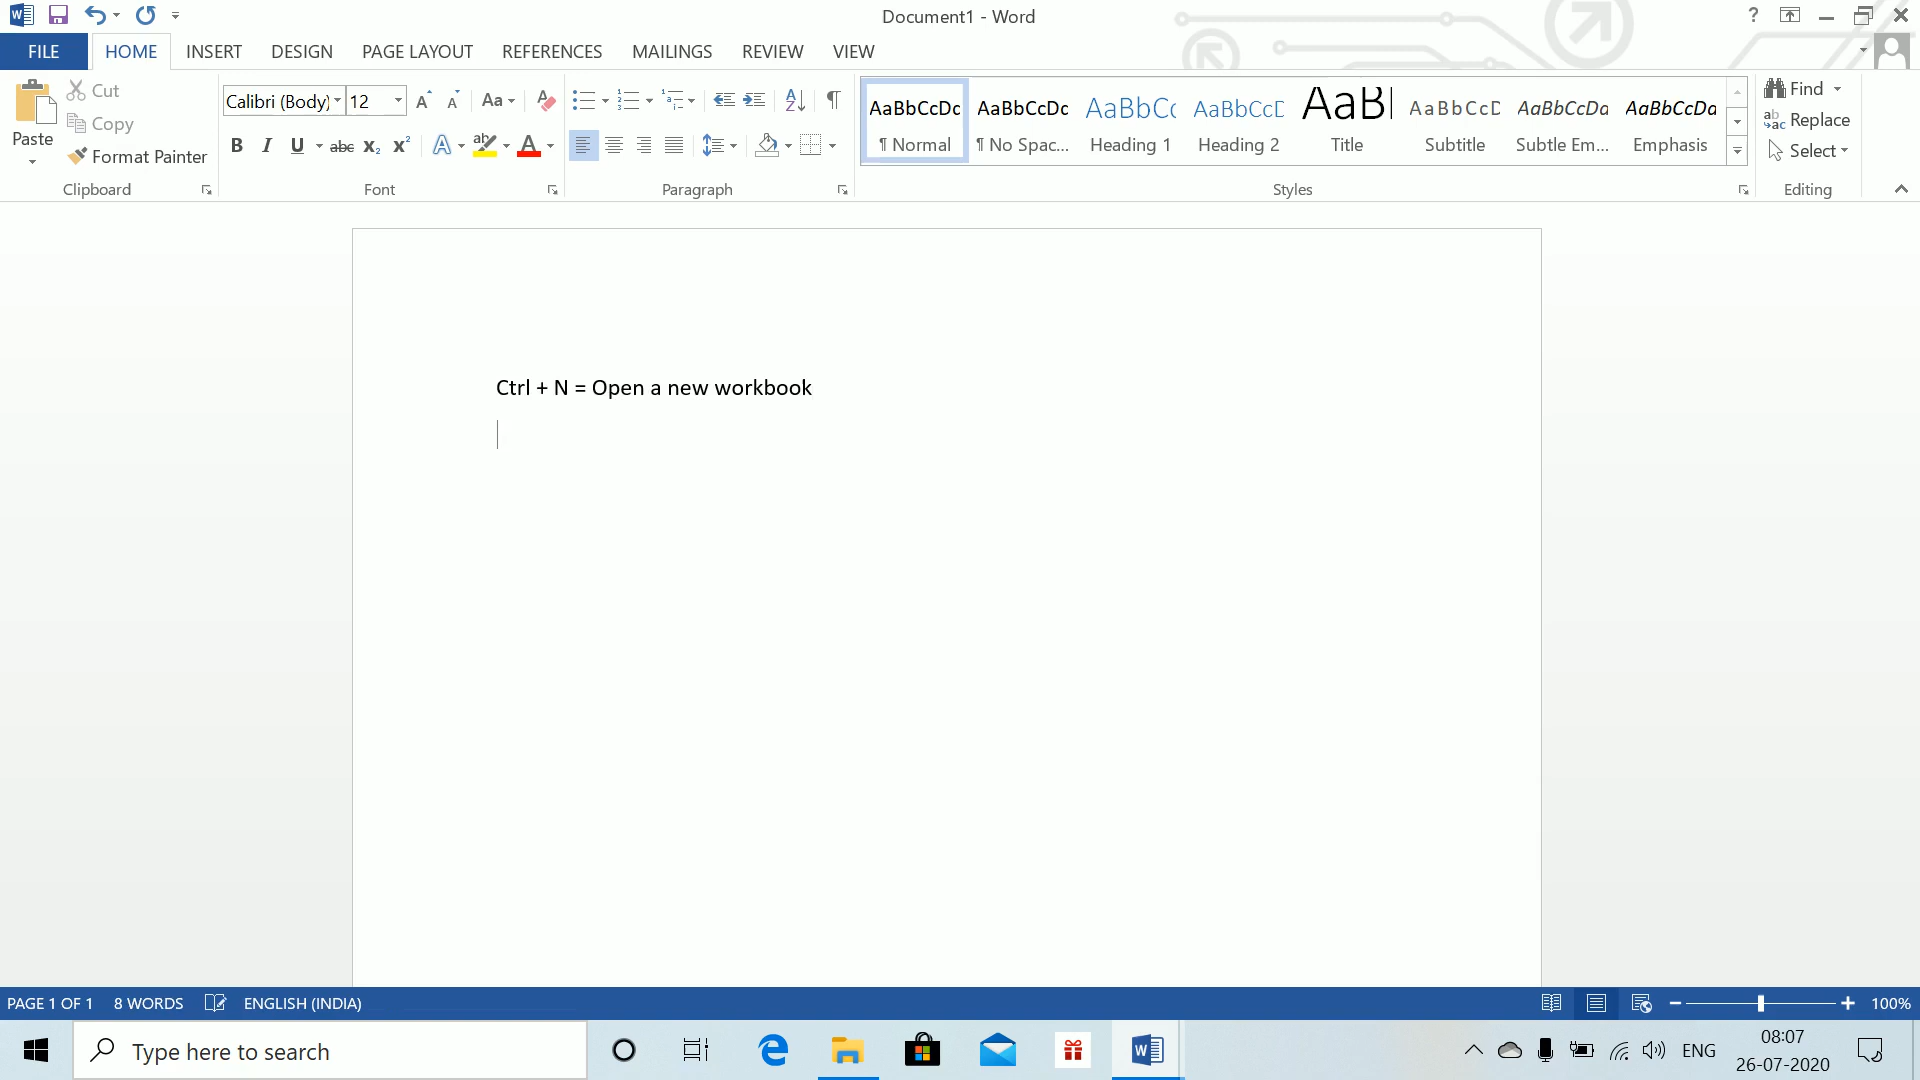 Document1 - Word
?
FILE HOME INSERT DESIGN PAGE LAYOUT REFERENCES MAILINGS REVIEW VIEW
Paste
Cut
Copy
Format Painter
Clipboard
Calibri (Body) 12
Font
Paragraph
AaBbCcDc AaBbCcDc AaBbCc AaBbCcD AaB AaBbCcD AaBbCcDa AaBbCcDa
¶ Normal ¶ No Spac... Heading 1 Heading 2 Title Subtitle Subtle Em... Emphasis
Styles
Find
Replace
Select
Editing
Ctrl + N = Open a new workbook
PAGE 1 OF 1 8 WORDS ENGLISH (INDIA) 100%
Type here to search
ENG
08:07
26-07-2020